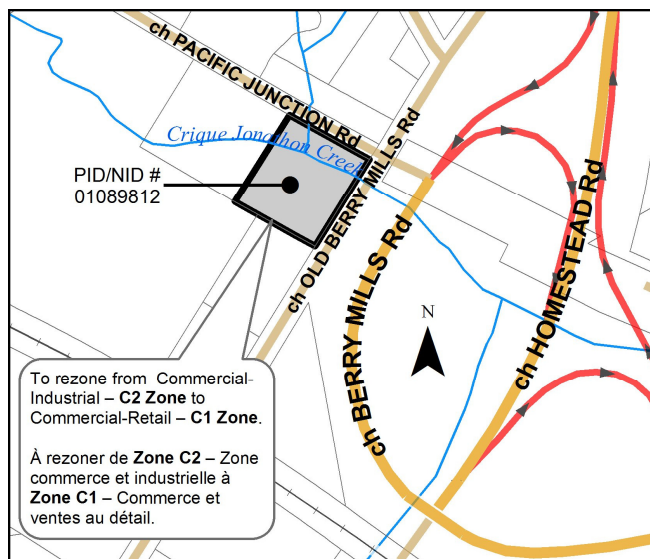 ch PACIFIC JUNCTION Rd
Crique Jonathon Creek
PID/NID #
01089812
ch OLD BERRY MILLS Rd
ch BERRY MILLS Rd
ch HOMESTEAD Rd
N
To rezone from Commercial-
Industrial – C2 Zone to
Commercial-Retail – C1 Zone.
À rezoner de Zone C2 – Zone
commerce et industrielle à
Zone C1 – Commerce et
ventes au détail.